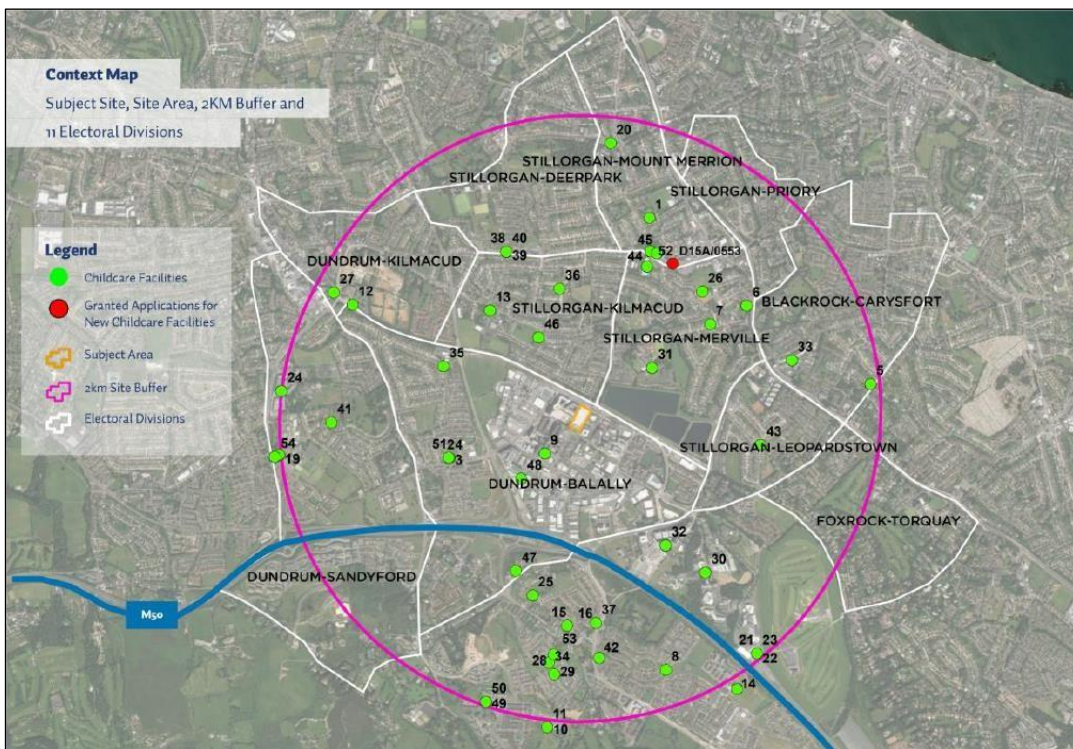 Context Map
Subject Site, Site Area, 2KM Buffer and
11 Electoral Divisions
Legend
Childcare Facilities
Granted Applications for
New Childcare Facilities
Subject Area
2km Site Buffer
Electoral Divisions
20
STILLORGAN-MOUNT MERRION
STILLORGAN-DEERPARK
STILLORGAN-PRIORY
1
38 40
39
45
52 D15A/0553
44
DUNDRUM-KILMACUD
27
12
36
26
13
STILLORGAN-KILMACUD
6
BLACKROCK-CARYSFORT
7
46
STILLORGAN-MERVILLE
35
31
33
5
24
41
43
STILLORGAN-LEOPARDSTOWN
54
19
5124
3
9
48
DUNDRUM-BALALLY
FOXROCK-TORQUAY
32
47
30
DUNDRUM-SANDYFORD
25
M50
15
16
37
53
21 23
22
28
34
42
29
8
14
50
49
11
10